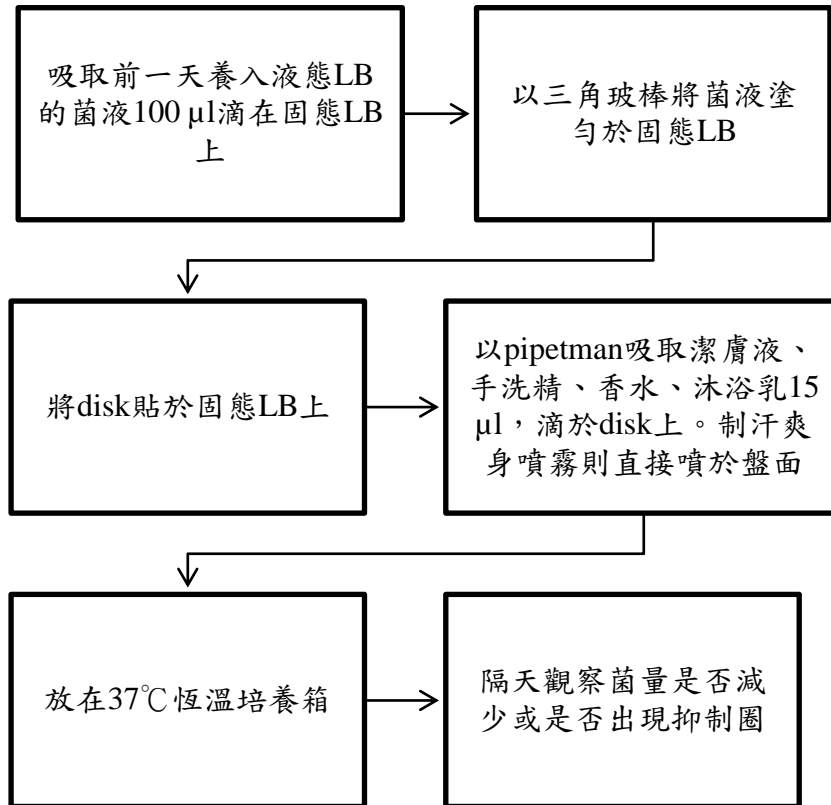 吸取前一天養入液態LB
的菌液100 µl滴在固態LB
上
以三角玻棒將菌液塗
勻於固態LB
將disk貼於固態LB上
以pipetman吸取潔膚液、
手洗精、香水、沐浴乳15
µl，滴於disk上。制汗爽
身噴霧則直接噴於盤面
放在37℃恆溫培養箱
隔天觀察菌量是否減
少或是否出現抑制圈